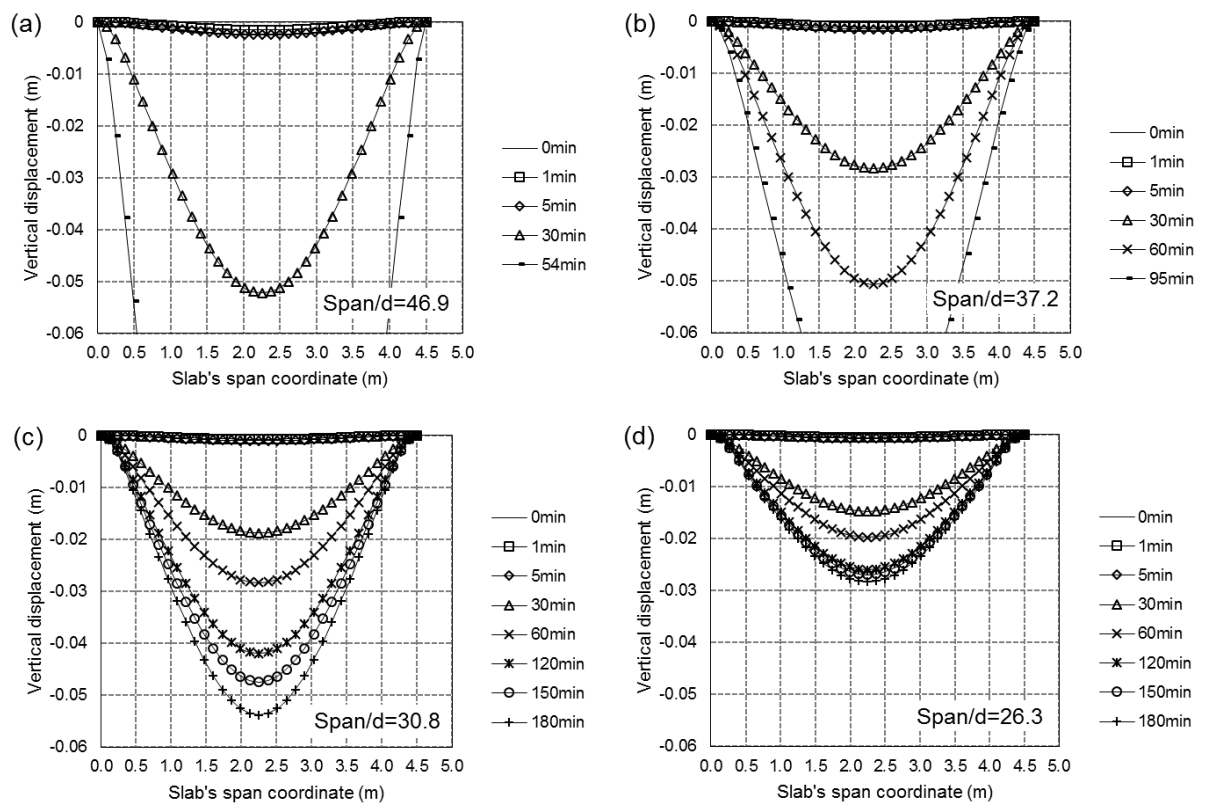 (a)
Vertical displacement (m)
0
-0.01
-0.02
-0.03
-0.04
-0.05
-0.06
0.0 0.5 1.0 1.5 2.0 2.5 3.0 3.5 4.0 4.5 5.0
Slab's span coordinate (m)
Span/d=46.9
0min
1min
5min
30min
54min
(b)
Vertical displacement (m)
0
-0.01
-0.02
-0.03
-0.04
-0.05
-0.06
0.0 0.5 1.0 1.5 2.0 2.5 3.0 3.5 4.0 4.5 5.0
Slab's span coordinate (m)
Span/d=37.2
0min
1min
5min
30min
60min
95min
(c)
Vertical displacement (m)
0
-0.01
-0.02
-0.03
-0.04
-0.05
-0.06
0.0 0.5 1.0 1.5 2.0 2.5 3.0 3.5 4.0 4.5 5.0
Slab's span coordinate (m)
Span/d=30.8
0min
1min
5min
30min
60min
120min
150min
180min
(d)
Vertical displacement (m)
0
-0.01
-0.02
-0.03
-0.04
-0.05
-0.06
0.0 0.5 1.0 1.5 2.0 2.5 3.0 3.5 4.0 4.5 5.0
Slab's span coordinate (m)
Span/d=26.3
0min
1min
5min
30min
60min
120min
150min
180min